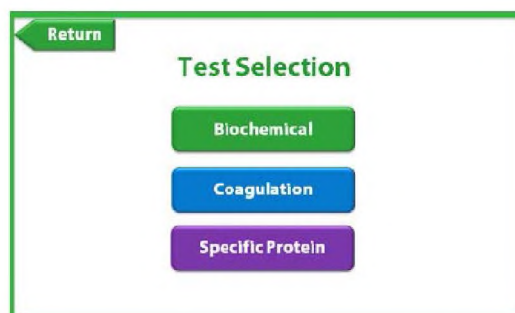 Return
Test Selection
Biochemical
Coagulation
Specific Protein